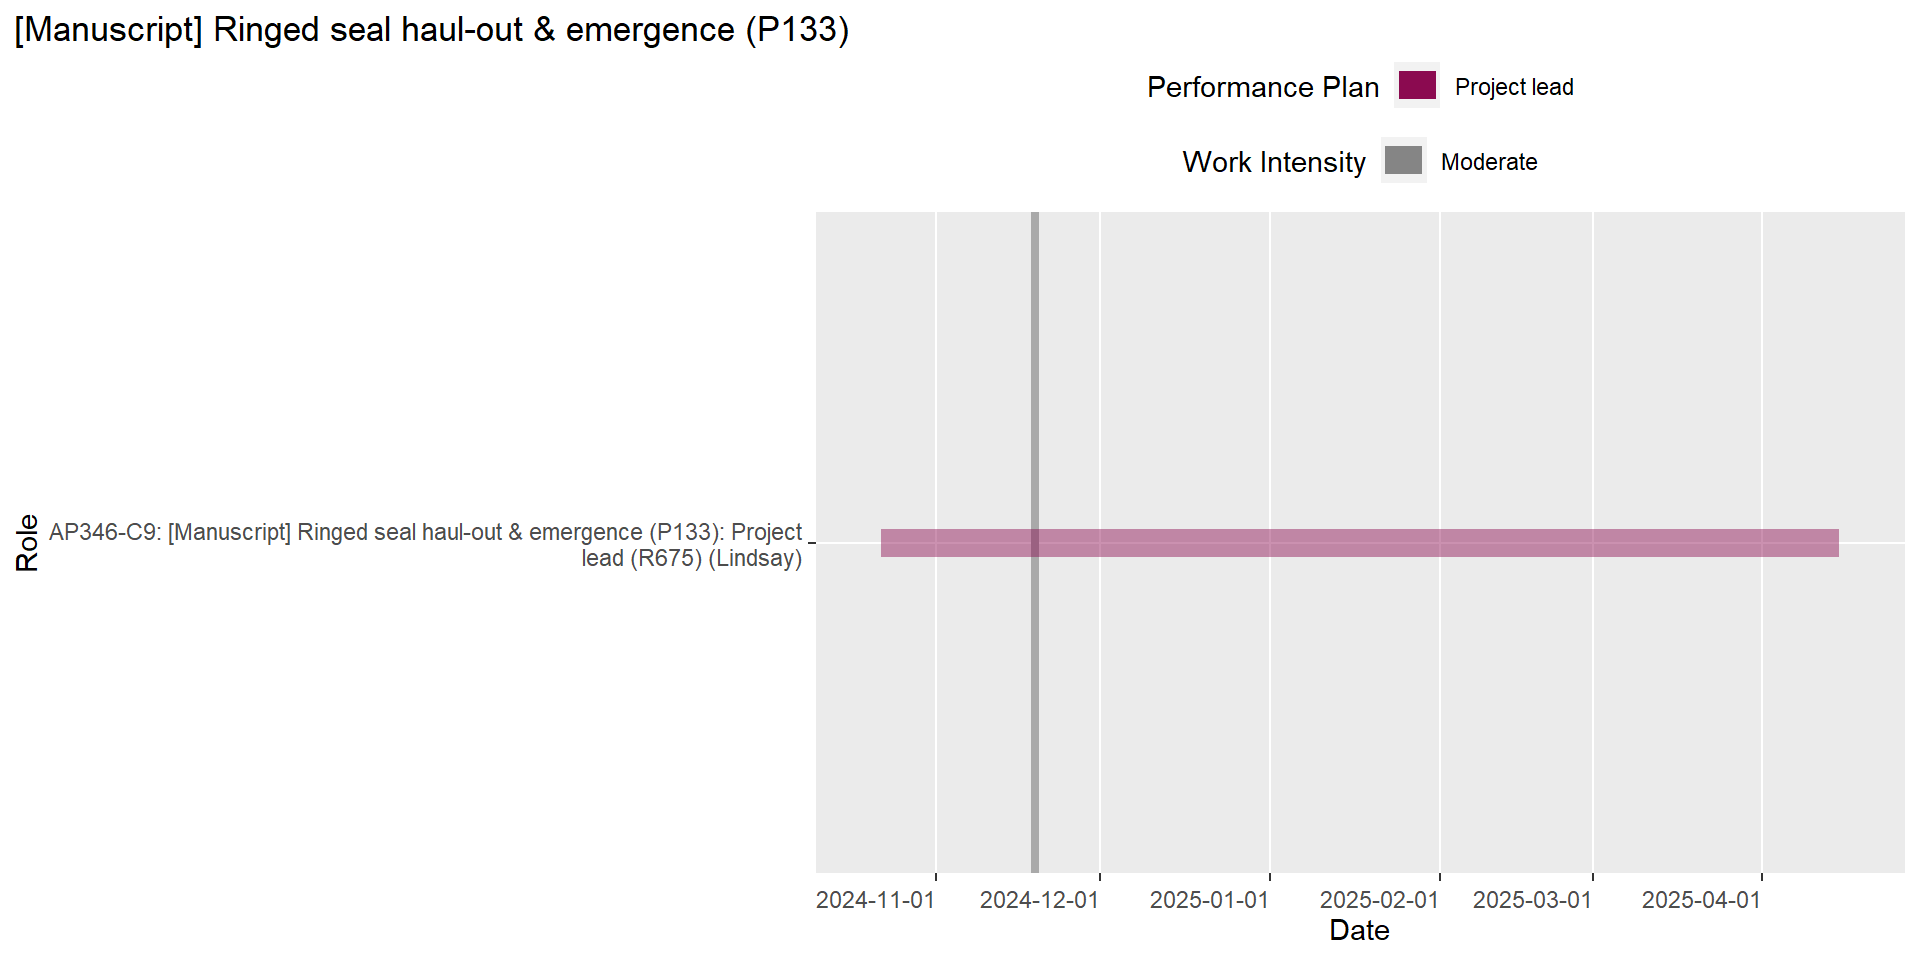 [Manuscript] Ringed seal haul-out & emergence (P133)
Performance Plan Project lead
Work Intensity Moderate
Role
AP346-C9: [Manuscript] Ringed seal haul-out & emergence (P133): Project
lead (R675) (Lindsay)
2024-11-01 2024-12-01 2025-01-01 2025-02-01 2025-03-01 2025-04-01
Date